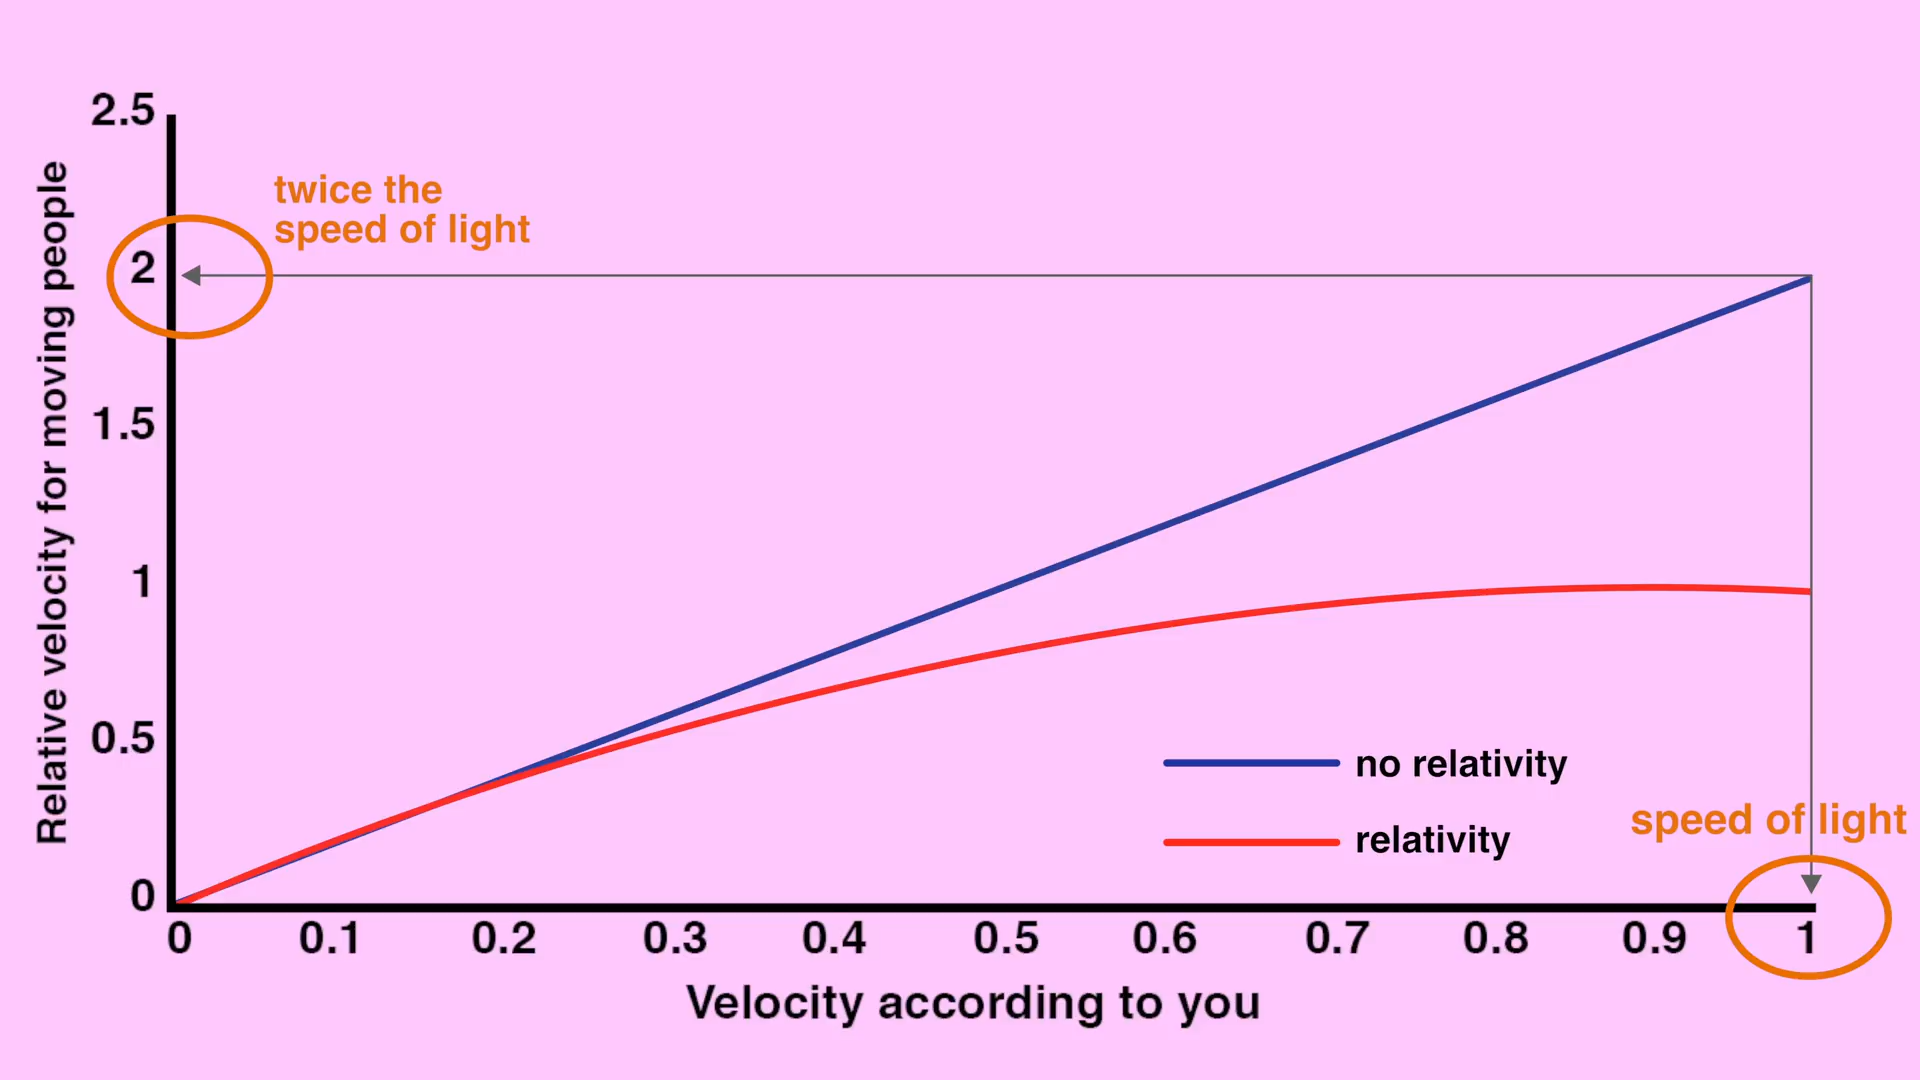 2.5
twice the
speed of light
2
1.5
1
0.5
0
Relative velocity for moving people
no relativity
relativity
speed of light
0 0.1 0.2 0.3 0.4 0.5 0.6 0.7 0.8 0.9 1
Velocity according to you